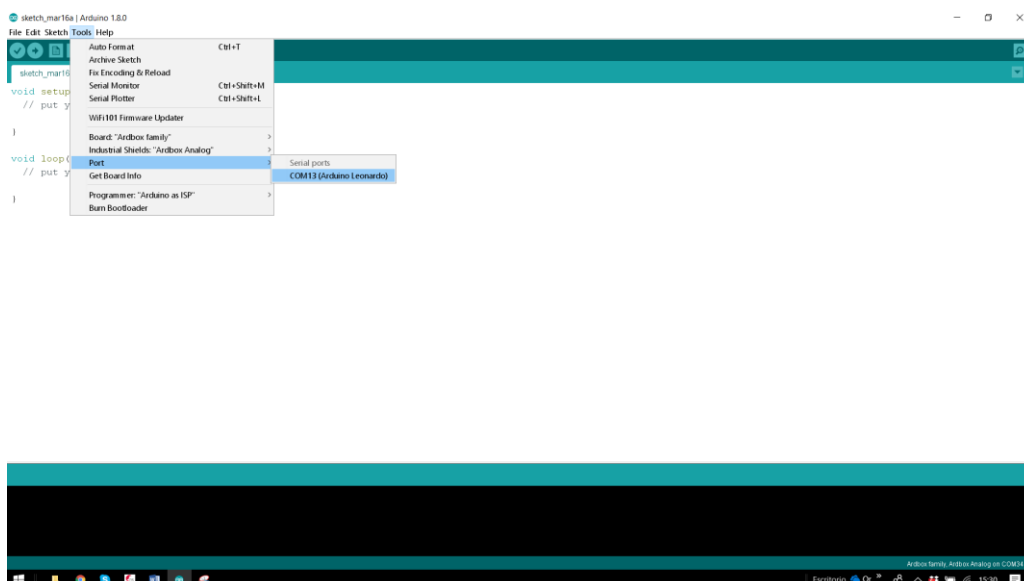 sketch_mar16a | Arduino 1.8.0
File Edit Sketch Tools Help
sketch_mar16
Auto Format Ctrl+T
Archive Sketch
Fix Encoding & Reload
Serial Monitor Ctrl+Shift+M
Serial Plotter Ctrl+Shift+L
WiFi101 Firmware Updater
Board: "Ardbox family"
Industrial Shields: "Ardbox Analog"
Port
Get Board Info
Programmer: "Arduino as ISP"
Burn Bootloader
Serial ports
COM13 (Arduino Leonardo)
void setup
// put y
}
void loop(
// put y
}
Ardbox family, Ardbox Analog on COM34
Escritorio
15:30